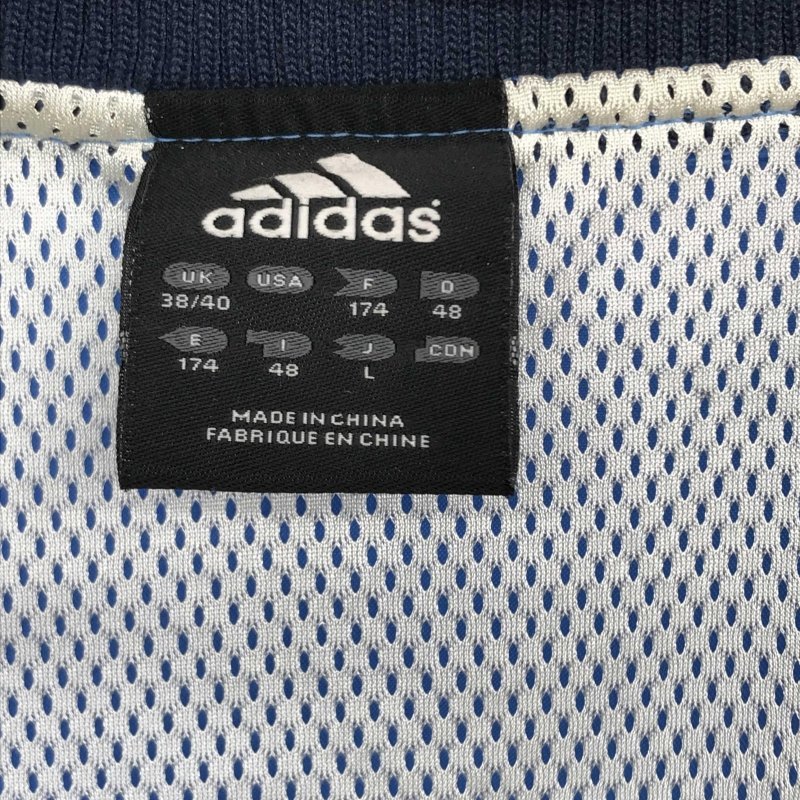 adidas
UK USA F D
38/40 174 48
E I J CDN
174 48 L
MADE IN CHINA
FABRIQUE EN CHINE